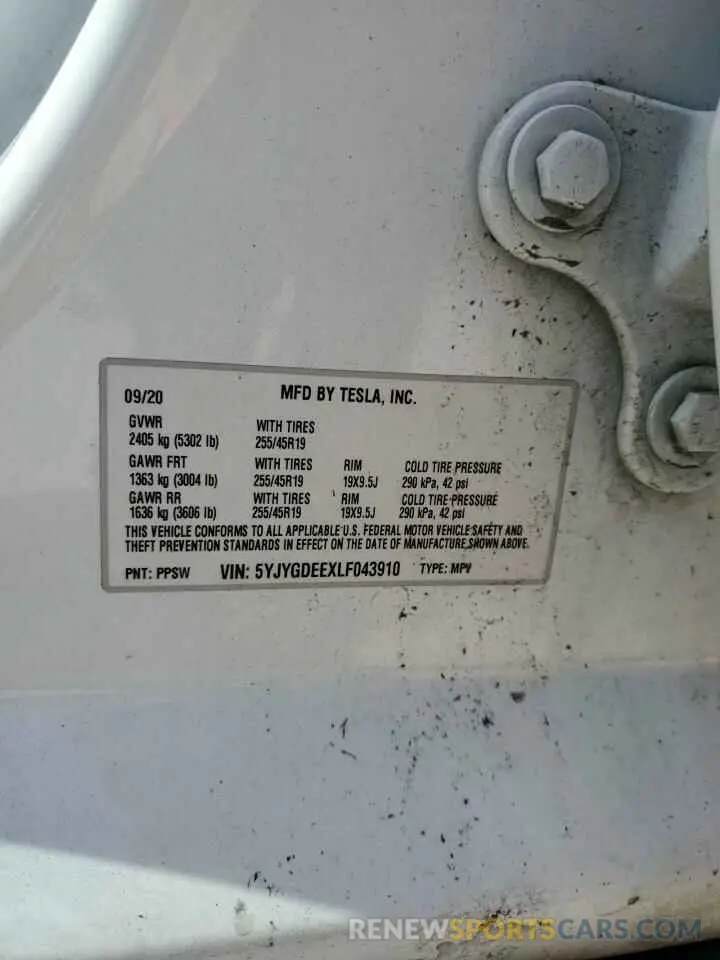 09/20 MFD BY TESLA, INC.
GVWR WITH TIRES
2405 kg (5302 lb) 255/45R19
GAWR FRT WITH TIRES RIM COLD TIRE PRESSURE
1363 kg (3004 lb) 255/45R19 19X9.5J 290 kPa, 42 psi
GAWR RR WITH TIRES RIM COLD TIRE PRESSURE
1636 kg (3606 lb) 255/45R19 19X9.5J 290 kPa, 42 psi
THIS VEHICLE CONFORMS TO ALL APPLICABLE U.S. FEDERAL MOTOR VEHICLE SAFETY AND
THEFT PREVENTION STANDARDS IN EFFECT ON THE DATE OF MANUFACTURE SHOWN ABOVE.
PNT: PPSW VIN: 5YJYGDEEXLF043910 TYPE: MPV
RENEWSPORTSCARS.COM